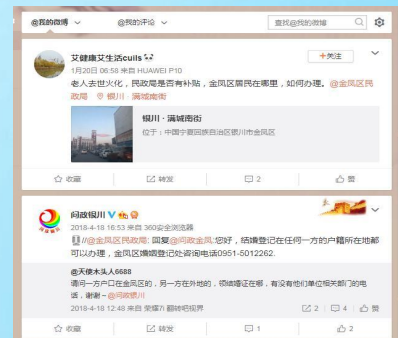 @我的微博 @我的评论 查找@我的微博
艾健康艾生活cuils +关注
1月20日 06:58 来自 HUAWEI P10
老人去世火化，民政局是否有补贴，金凤区居民在哪里，如何办理。@金凤区民
政局 银川·满城南街
银川·满城南街
位于：中国宁夏回族自治区银川市金凤区
收藏 转发 2 赞
问政银川
2018-4-18 16:53 来自 360安全浏览器
//@金凤区民政局: 回复@问政金凤:您好，结婚登记在任何一方的户籍所在地都
可以办理，金凤区婚姻登记处咨询电话0951-5012262.
@天使木头人6688
请问一方户口在金凤区的，另一方在外地的，领结婚证在哪，有没有他们单位相关部门的电
话，谢谢~@问政银川
2018-4-18 12:48 来自 荣耀7i 翻转吧视界 2 4 赞
收藏 转发 1 2